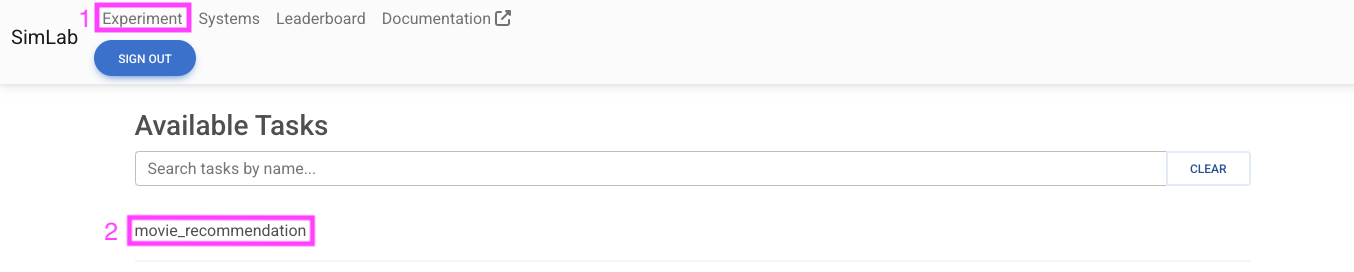 1 Experiment Systems Leaderboard Documentation
SimLab
SIGN OUT
Available Tasks
Search tasks by name... CLEAR
2 movie_recommendation